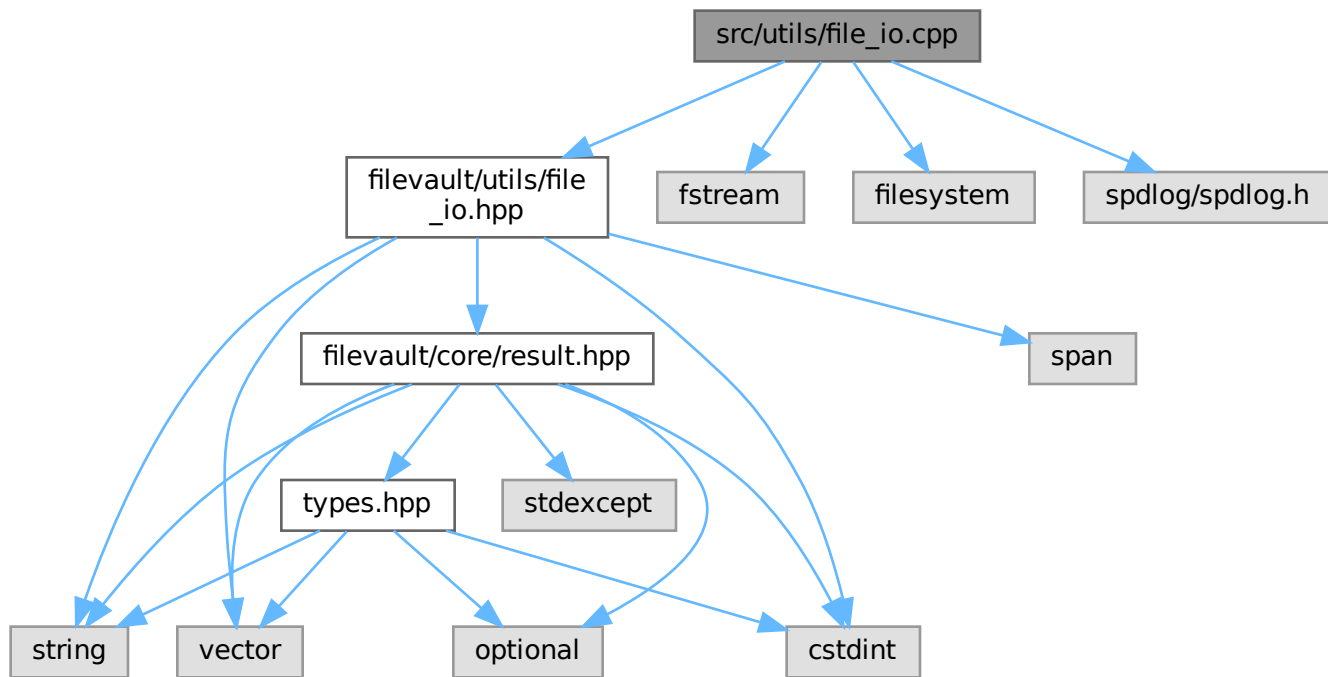 src/utils/file_io.cpp
filevault/utils/file
_io.hpp
fstream
filesystem
spdlog/spdlog.h
filevault/core/result.hpp
span
types.hpp
stdexcept
string
vector
optional
cstdint